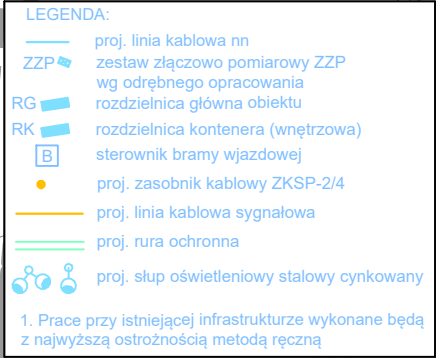 LEGENDA:
proj. linia kablowa nn
ZZP zestaw złączowo pomiarowy ZZP
wg odrębnego opracowania
RG rozdzielnica główna obiektu
RK rozdzielnica kontenera (wnętrzowa)
B sterownik bramy wjazdowej
proj. zasobnik kablowy ZKSP-2/4
proj. linia kablowa sygnałowa
proj. rura ochronna
proj. słup oświetleniowy stalowy cynkowany
1. Prace przy istniejącej infrastrukturze wykonane będą
z najwyższą ostrożnością metodą ręczną